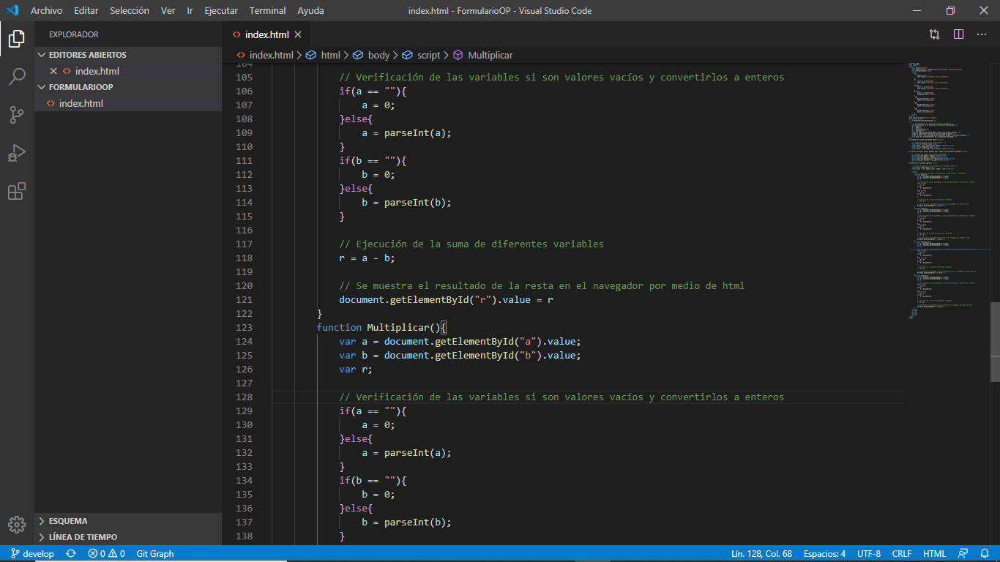 Archivo Editar Selección Ver Ir Ejecutar Terminal Ayuda index.html - FormularioOP - Visual Studio Code
EXPLORADOR
EDITORES ABIERTOS
index.html
FORMULARIOOP
index.html
ESQUEMA
LÍNEA DE TIEMPO
index.html
index.html > html > body > script > Multiplicar
104
105 // Verificación de las variables si son valores vacíos y convertirlos a enteros
106 if(a == ""){
107 a = 0;
108 }else{
109 a = parseInt(a);
110 }
111 if(b == ""){
112 b = 0;
113 }else{
114 b = parseInt(b);
115 }
116
117 // Ejecución de la suma de diferentes variables
118 r = a - b;
119
120 // Se muestra el resultado de la resta en el navegador por medio de html
121 document.getElementById("r").value = r
122 }
123 function Multiplicar(){
124 var a = document.getElementById("a").value;
125 var b = document.getElementById("b").value;
126 var r;
127
128 // Verificación de las variables si son valores vacíos y convertirlos a enteros
129 if(a == ""){
130 a = 0;
131 }else{
132 a = parseInt(a);
133 }
134 if(b == ""){
135 b = 0;
136 }else{
137 b = parseInt(b);
138 }
develop 0 0 Git Graph Lín. 128, Col. 68 Espacios: 4 UTF-8 CRLF HTML